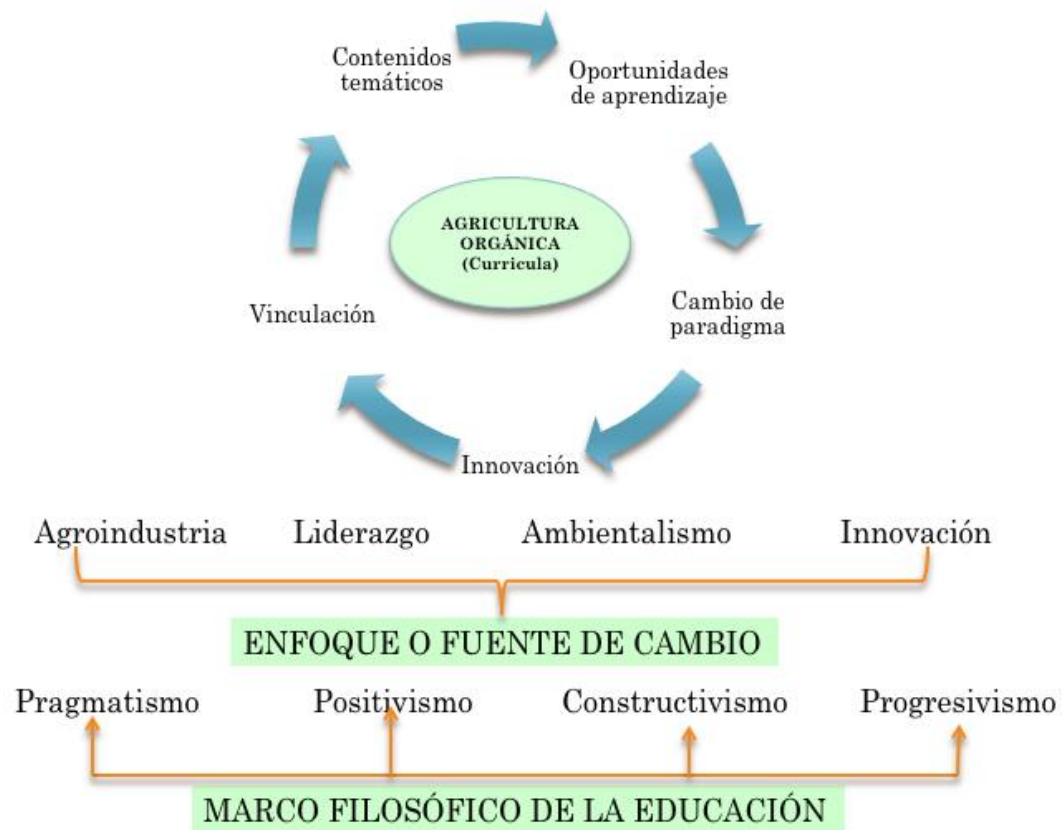 Contenidos
temáticos
Oportunidades
de aprendizaje
AGRICULTURA
ORGÁNICA
(Curricula)
Vinculación
Cambio de
paradigma
Innovación
Agroindustria Liderazgo Ambientalismo Innovación
ENFOQUE O FUENTE DE CAMBIO
Pragmatismo Positivismo Constructivismo Progresivismo
MARCO FILOSÓFICO DE LA EDUCACIÓN